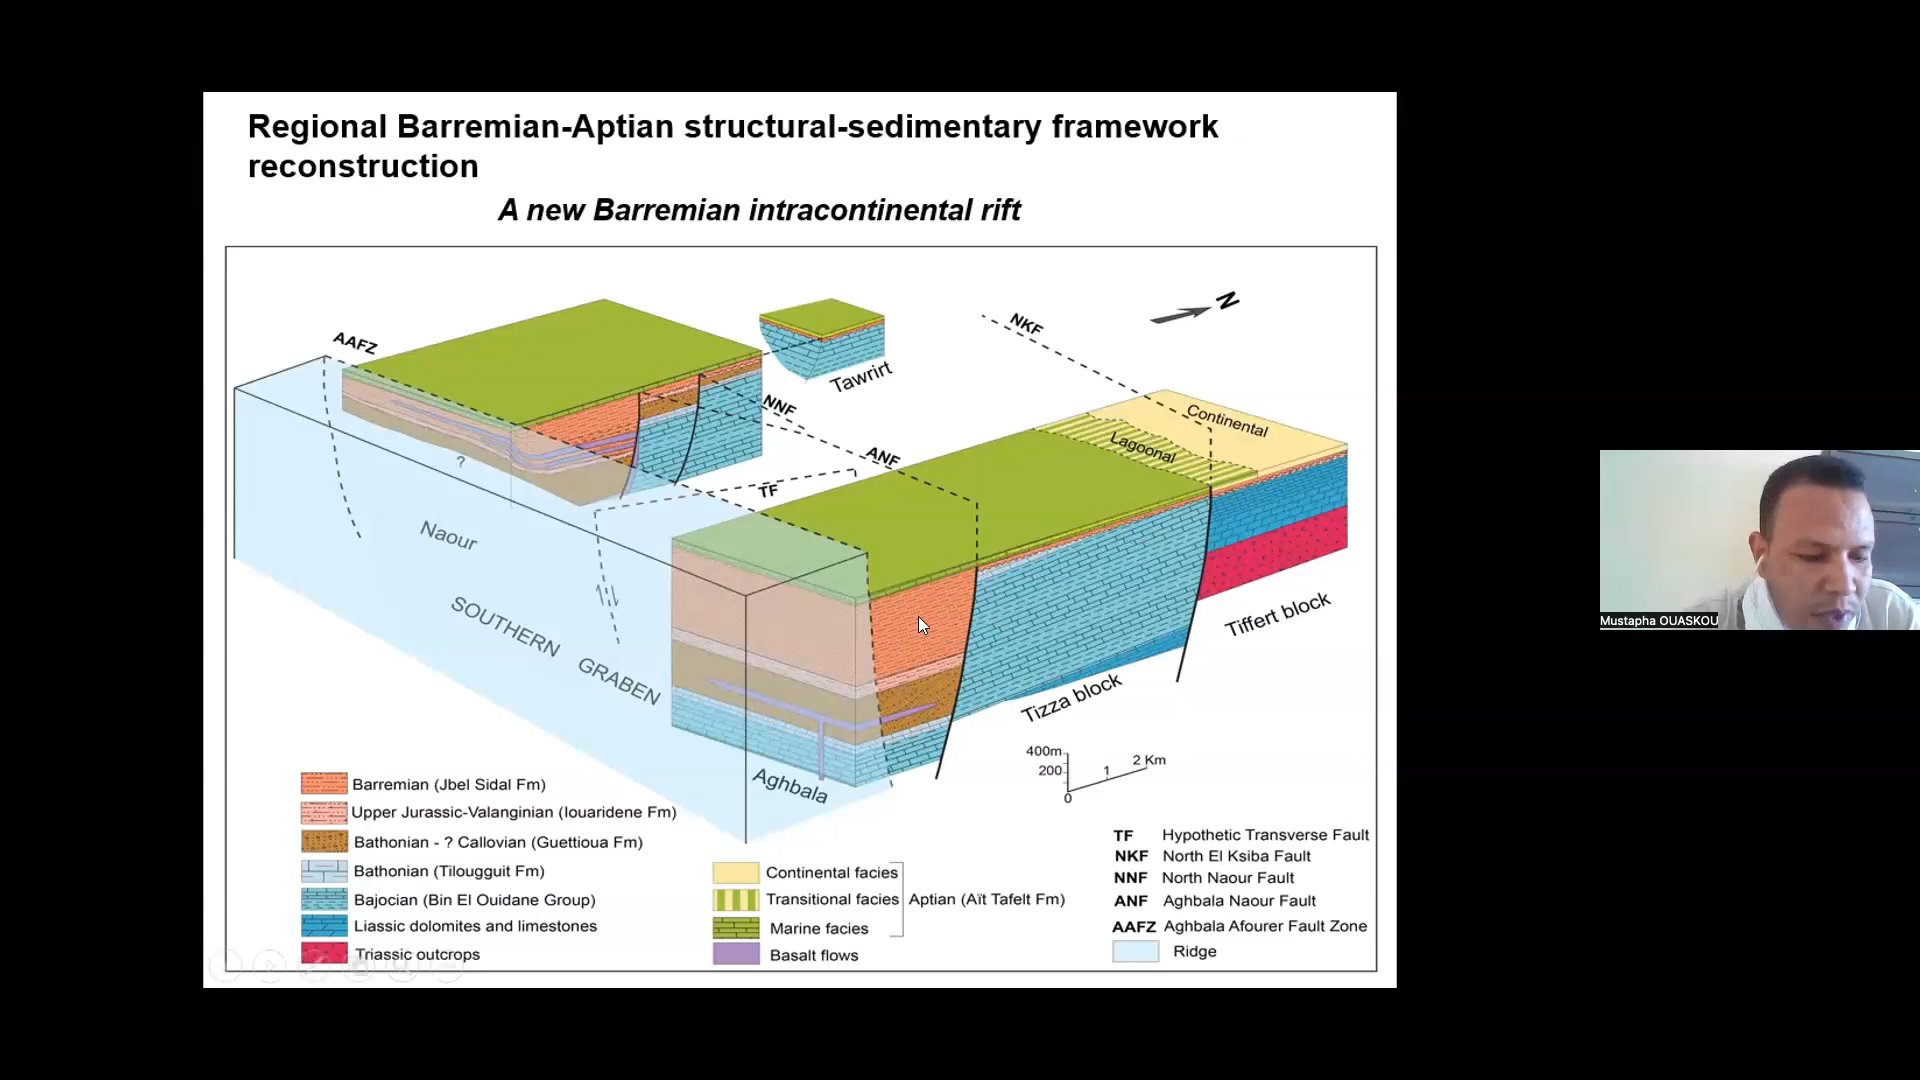 Regional Barremian-Aptian structural-sedimentary framework
reconstruction
A new Barremian intracontinental rift
N
NKF
AAFZ
Tawrirt
NNF
Continental
Lagoonal
ANF
?
TF
Naour
SOUTHERN GRABEN
Tiffert block
Mustapha OUASKOU
Tizza block
Aghbala
400m
200
0
1
2 Km
Barremian (Jbel Sidal Fm)
Upper Jurassic-Valanginian (Iouaridene Fm)
Bathonian - ? Callovian (Guettioua Fm)
Bathonian (Tilougguit Fm)
Bajocian (Bin El Ouidane Group)
Liassic dolomites and limestones
Triassic outcrops
Continental facies
Transitional facies
Marine facies
Aptian (Aït Tafelt Fm)
Basalt flows
TF Hypothetic Transverse Fault
NKF North El Ksiba Fault
NNF North Naour Fault
ANF Aghbala Naour Fault
AAFZ Aghbala Afourer Fault Zone
Ridge